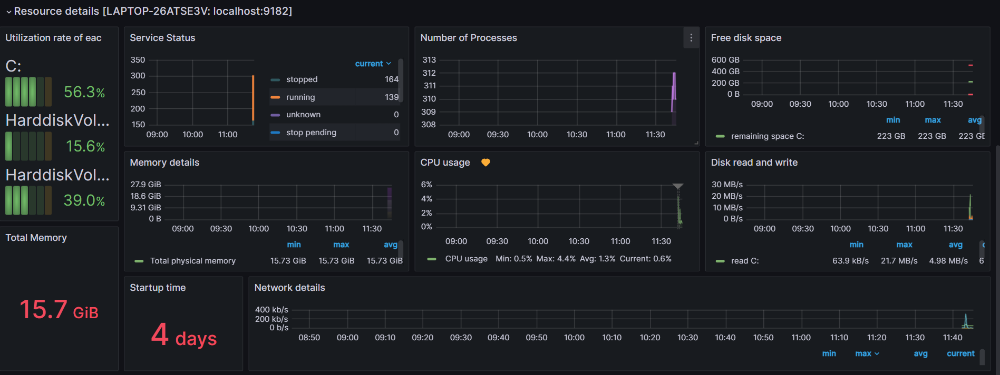 Resource details [LAPTOP-26ATSE3V: localhost:9182]
Utilization rate of eac
C:
56.3%
HarddiskVol...
15.6%
HarddiskVol...
39.0%
Total Memory
15.7 GiB
Service Status
350
300
250
200
150
09:00 10:00 11:00
current
stopped 164
running 139
unknown 0
stop pending 0
Number of Processes
313
312
311
310
309
308
09:00 09:30 10:00 10:30 11:00 11:30
Free disk space
600 GB
400 GB
200 GB
0 B
09:00 09:30 10:00 10:30 11:00 11:30
min max avg
remaining space C: 223 GB 223 GB 223 GB
Memory details
27.9 GiB
18.6 GiB
9.31 GiB
0 B
09:00 09:30 10:00 10:30 11:00 11:30
min max avg
Total physical memory 15.73 GiB 15.73 GiB 15.73 GiB
CPU usage
6%
4%
2%
0%
09:00 09:30 10:00 10:30 11:00 11:30
CPU usage Min: 0.5% Max: 4.4% Avg: 1.3% Current: 0.6%
Disk read and write
30 MB/s
20 MB/s
10 MB/s
0 B/s
09:00 09:30 10:00 10:30 11:00 11:30
min max avg
read C: 63.9 kB/s 21.7 MB/s 4.98 MB/s 6
Startup time
4 days
Network details
400 kb/s
200 kb/s
0 b/s
08:50 09:00 09:10 09:20 09:30 09:40 09:50 10:00 10:10 10:20 10:30 10:40 10:50 11:00 11:10 11:20 11:30 11:40
min max avg current